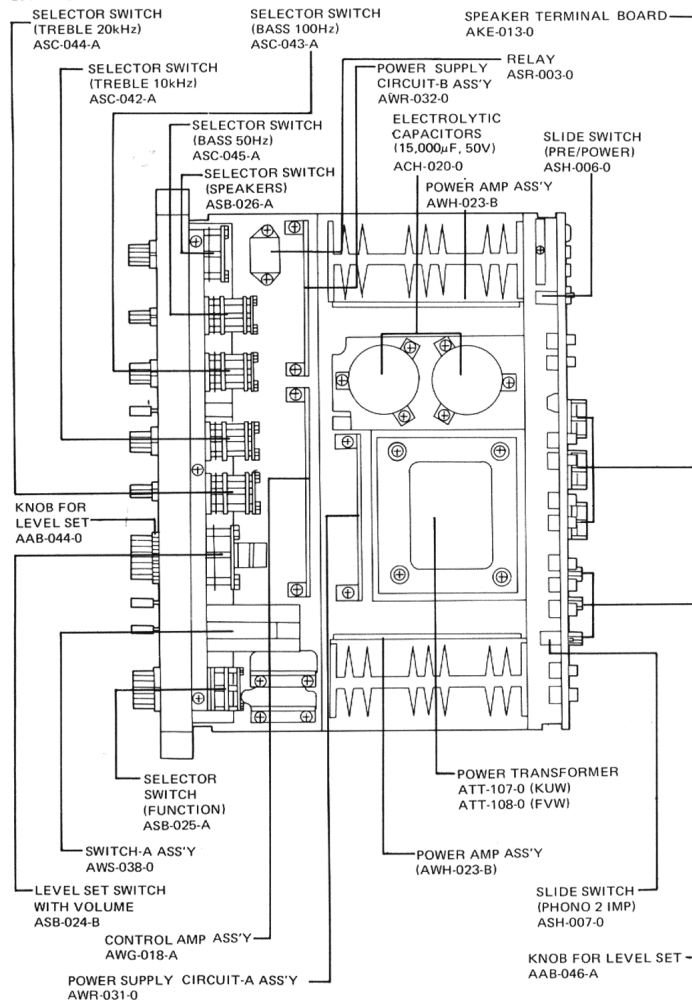 SELECTOR SWITCH
(TREBLE 20kHz)
ASC-044-A
SELECTOR SWITCH
(BASS 100Hz)
ASC-043-A
SPEAKER TERMINAL BOARD
AKE-013-0
SELECTOR SWITCH
(TREBLE 10kHz)
ASC-042-A
POWER SUPPLY
CIRCUIT-B ASS'Y
AWR-032-0
RELAY
ASR-003-0
SELECTOR SWITCH
(BASS 50Hz)
ASC-045-A
ELECTROLYTIC
CAPACITORS
(15,000µF, 50V)
ACH-020-0
SLIDE SWITCH
(PRE/POWER)
ASH-006-0
SELECTOR SWITCH
(SPEAKERS)
ASB-026-A
POWER AMP ASS'Y
AWH-023-B
KNOB FOR
LEVEL SET
AAB-044-0
SELECTOR
SWITCH
(FUNCTION)
ASB-025-A
POWER TRANSFORMER
ATT-107-0 (KUW)
ATT-108-0 (FVW)
SWITCH-A ASS'Y
AWS-038-0
POWER AMP ASS'Y
(AWH-023-B)
LEVEL SET SWITCH
WITH VOLUME
ASB-024-B
SLIDE SWITCH
(PHONO 2 IMP)
ASH-007-0
CONTROL AMP ASS'Y
AWG-018-A
KNOB FOR LEVEL SET
AAB-046-A
POWER SUPPLY CIRCUIT-A ASS'Y
AWR-031-0